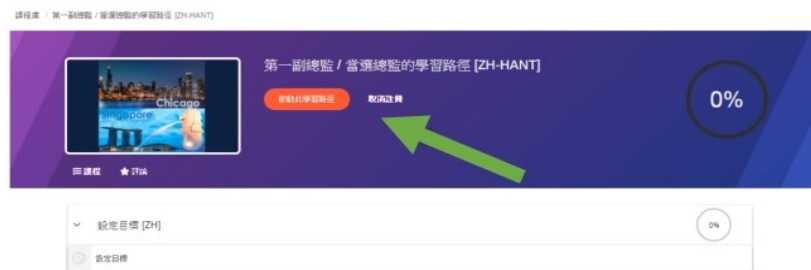 課程庫 / 第一副總監 / 當選總監的學習路徑 [ZH-HANT]
第一副總監 / 當選總監的學習路徑 [ZH-HANT]
Chicago
Singapore
啟動此學習路徑 取消註冊
0%
課程 評論
設定目標 [ZH]
0%
設定目標